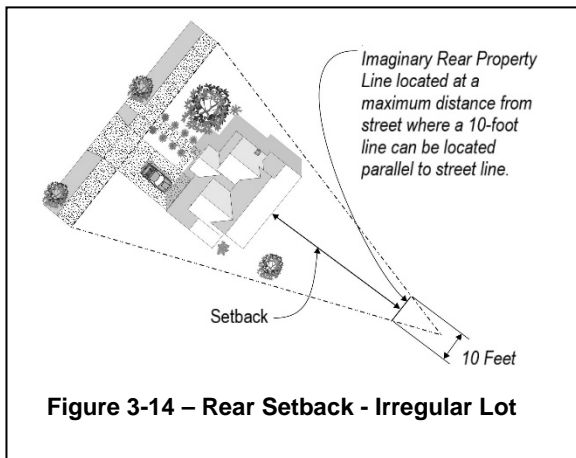 Imaginary Rear Property
Line located at a
maximum distance from
street where a 10-foot
line can be located
parallel to street line.
Setback
10 Feet
Figure 3-14 – Rear Setback - Irregular Lot